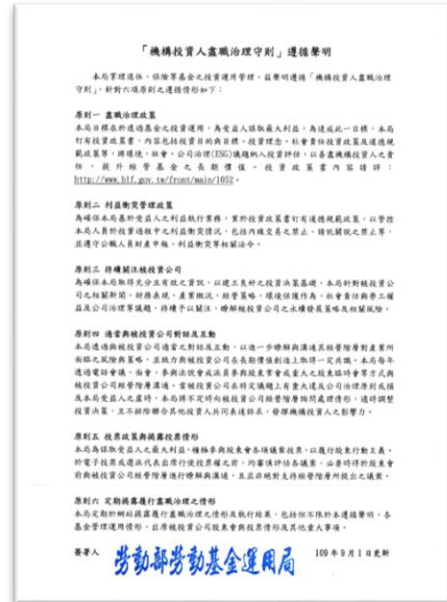 「機構投資人盡職治理守則」遵循聲明
本局掌理退休、保險等基金之投資運用管理，茲聲明遵循「機構投資人盡職治理
守則」，針對六項原則之遵循情形如下：
原則一 盡職治理政策
本局目標在於透過基金之投資運用，為受益人謀取最大利益，為達成此一目標，本局
訂有投資政策書，內容包括投資目的與目標、投資理念、社會責任投資政策及道德規
範政策等，將環境、社會、公司治理(ESG)議題納入投資評估，以善盡機構投資人之責
任，提升經營基金之長期價值。投資政策書內容請詳：
http://www.blf.gov.tw/front/main/1052。
原則二 利益衝突管理政策
為確保本局基於受益人之利益執行業務，業於投資政策書訂有道德規範政策，以管控
本局人員於投資過程中之利益衝突情況，包括內線交易之禁止、請託關說之禁止等，
且遵守公職人員財產申報、利益衝突等相關法令。
原則三 持續關注被投資公司
為確保本局取得充分且有效之資訊，以建立良好之投資決策基礎，本局針對被投資公
司之相關新聞、財務表現、產業概況、經營策略、環境保護作為、社會責任與勞工權
益及公司治理等議題，持續予以關注，瞭解被投資公司之永續發展策略及相關風險。
原則四 適當與被投資公司對話及互動
本局透過與被投資公司適當之對話及互動，以進一步瞭解與溝通其經營階層對產業所
面臨之風險與策略，並致力與被投資公司在長期價值創造上取得一定共識。本局每年
透過電話會議、面會、參與法說會或派員參與股東常會或重大之股東臨時會等方式與
被投資公司經營階層溝通。當被投資公司在特定議題上有重大違反公司治理原則或損
及本局受益人之虞時，本局將不定時向被投資公司經營階層詢問處理情形，適時調整
投資決策，且不排除聯合其他投資人共同表達訴求，發揮機構投資人之影響力。
原則五 投票政策與揭露投票情形
本局為謀取受益人之最大利益，積極參與股東會各項議案投票，以履行股東行動主義。
於電子投票或選派代表出席行使投票權之前，均審慎評估各議案，必要時得於股東會
前與被投資公司經營階層進行瞭解與溝通，且並非絕對支持經營階層所提出之議案。
原則六 定期揭露履行盡職治理之情形
本局定期於網站揭露履行盡職治理之情形及執行結果，包括但不限於本遵循聲明、各
基金管理運用情形、出席被投資公司股東會與投票情形及其他重大事項。
簽署人 勞動部勞動基金運用局 109年9月1日更新